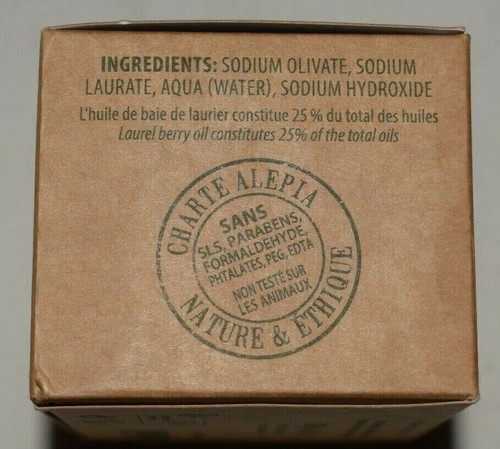 INGREDIENTS: SODIUM OLIVATE, SODIUM
LAURATE, AQUA (WATER), SODIUM HYDROXIDE
L'huile de baie de laurier constitue 25 % du total des huiles
Laurel berry oil constitutes 25% of the total oils
CHARTE ALEPIA
SANS
SLS, PARABENS,
FORMALDEHYDE,
PHTALATES, PEG, EDTA
NON TESTÉ SUR
LES ANIMAUX
NATURE & ÉTHIQUE